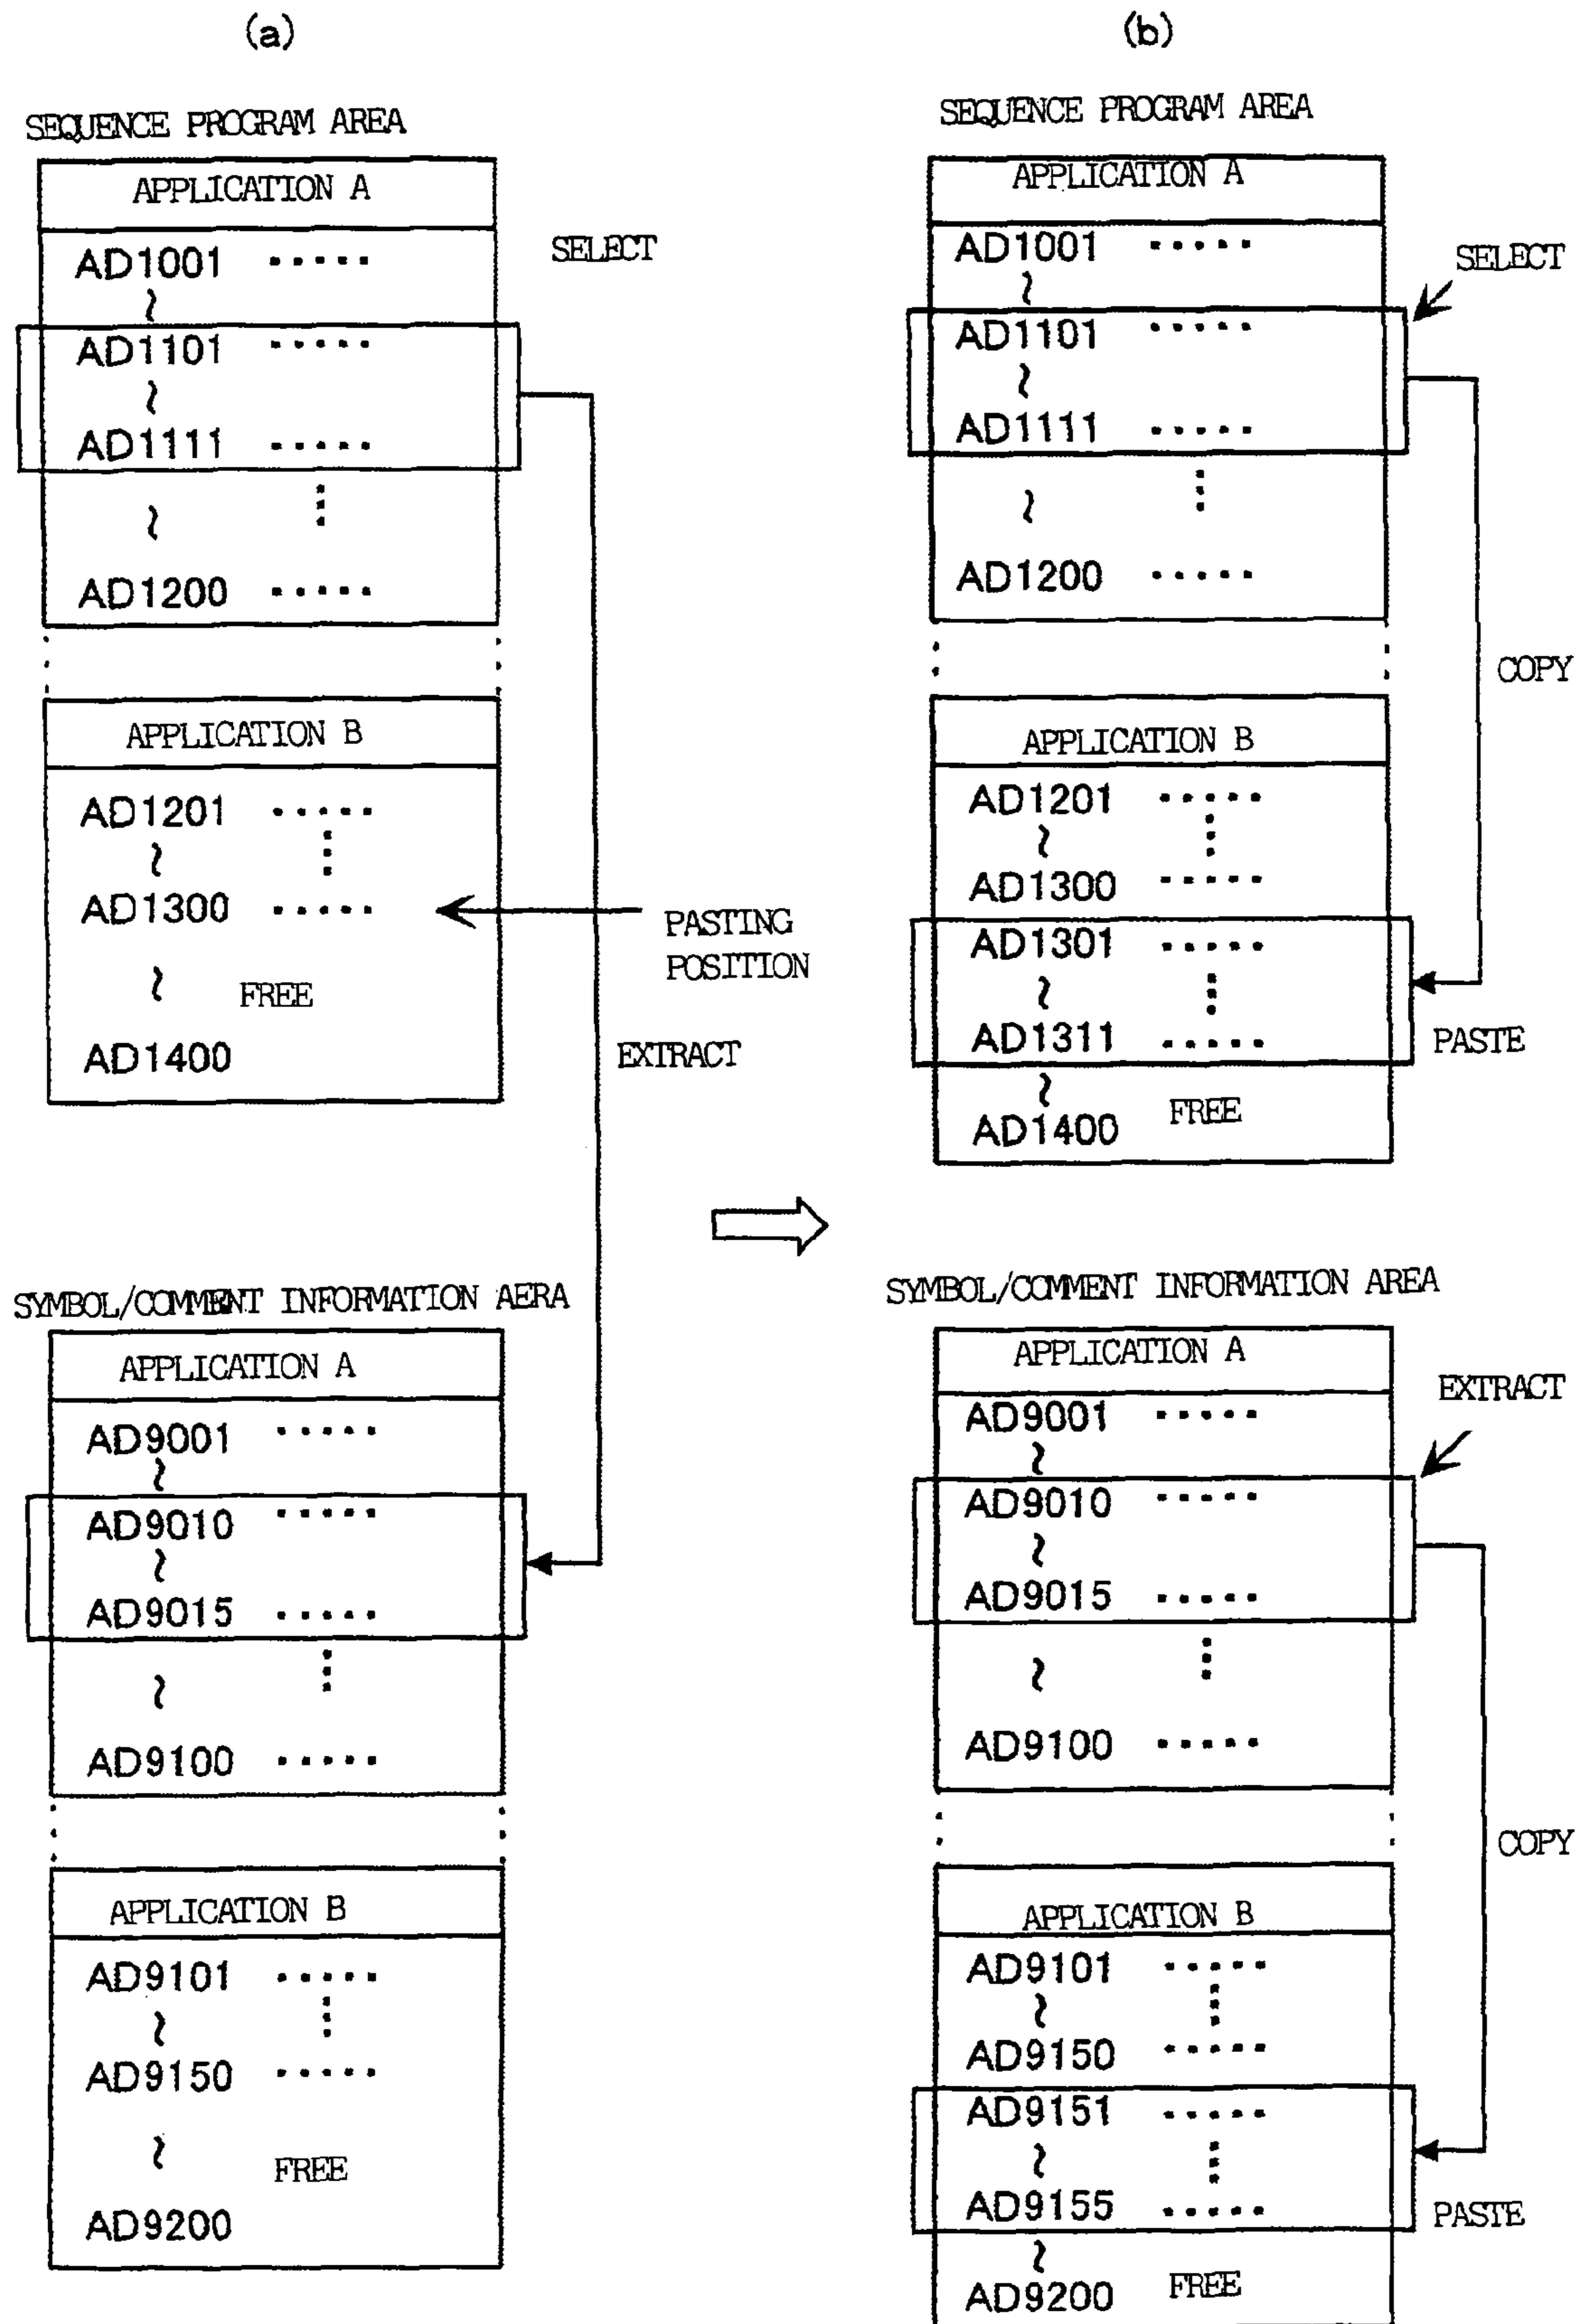 (a)
SEQUENCE PROGRAM AREA
APPLICATION A
AD1001 ·····
SELECT
AD1101 ·····
AD1111 ·····
AD1200 ·····
APPLICATION B
AD1201 ·····
AD1300 ·····
PASTING
POSITION
FREE
AD1400
EXTRACT
SYMBOL/COMMENT INFORMATION AERA
APPLICATION A
AD9001 ·····
AD9010 ·····
AD9015 ·····
AD9100 ·····
APPLICATION B
AD9101 ·····
AD9150 ·····
FREE
AD9200
(b)
SEQUENCE PROGRAM AREA
APPLICATION A
AD1001 ·····
SELECT
AD1101 ·····
AD1111 ·····
AD1200 ·····
COPY
APPLICATION B
AD1201 ·····
AD1300 ·····
AD1301 ·····
AD1311 ·····
PASTE
FREE
AD1400
SYMBOL/COMMENT INFORMATION AREA
APPLICATION A
EXTRACT
AD9001 ·····
AD9010 ·····
AD9015 ·····
AD9100 ·····
COPY
APPLICATION B
AD9101 ·····
AD9150 ·····
AD9151 ·····
AD9155 ·····
PASTE
AD9200 FREE